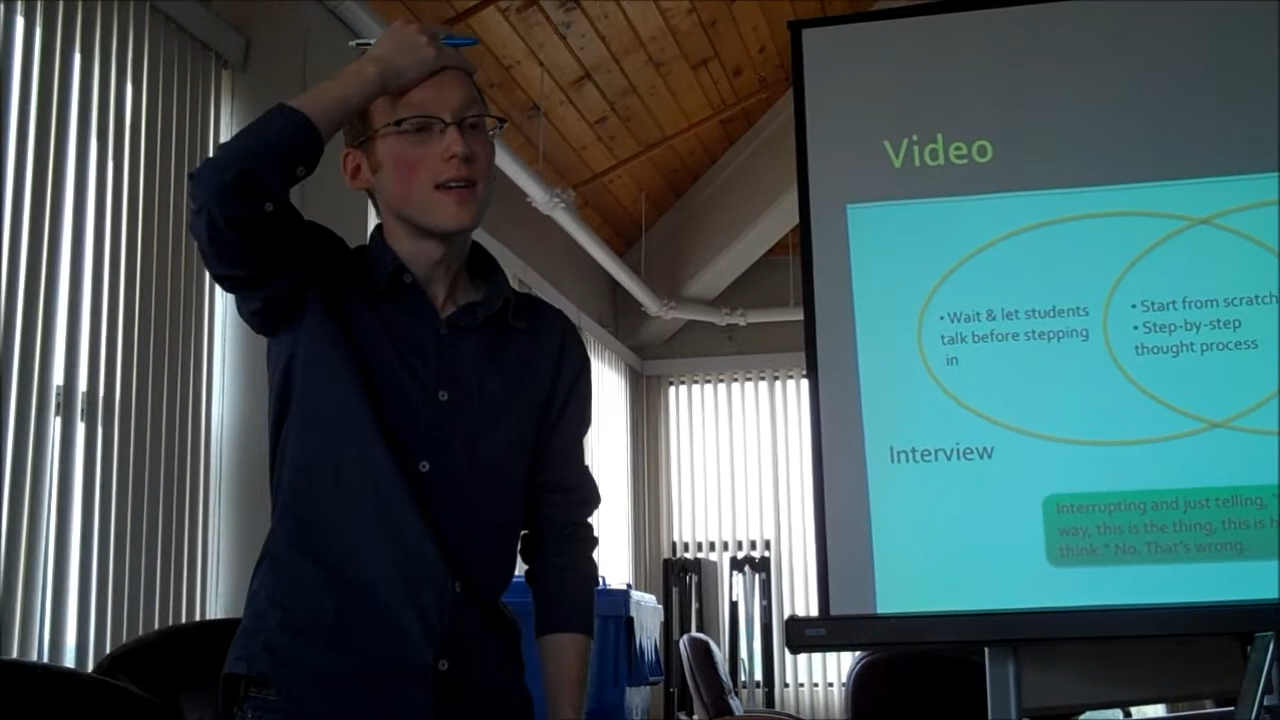 Video
• Wait & let students
talk before stepping
in
• Start from scratch
• Step-by-step
thought process
Interview
Interrupting and just telling, "
way, this is the thing, this is
think." No. That's wrong.